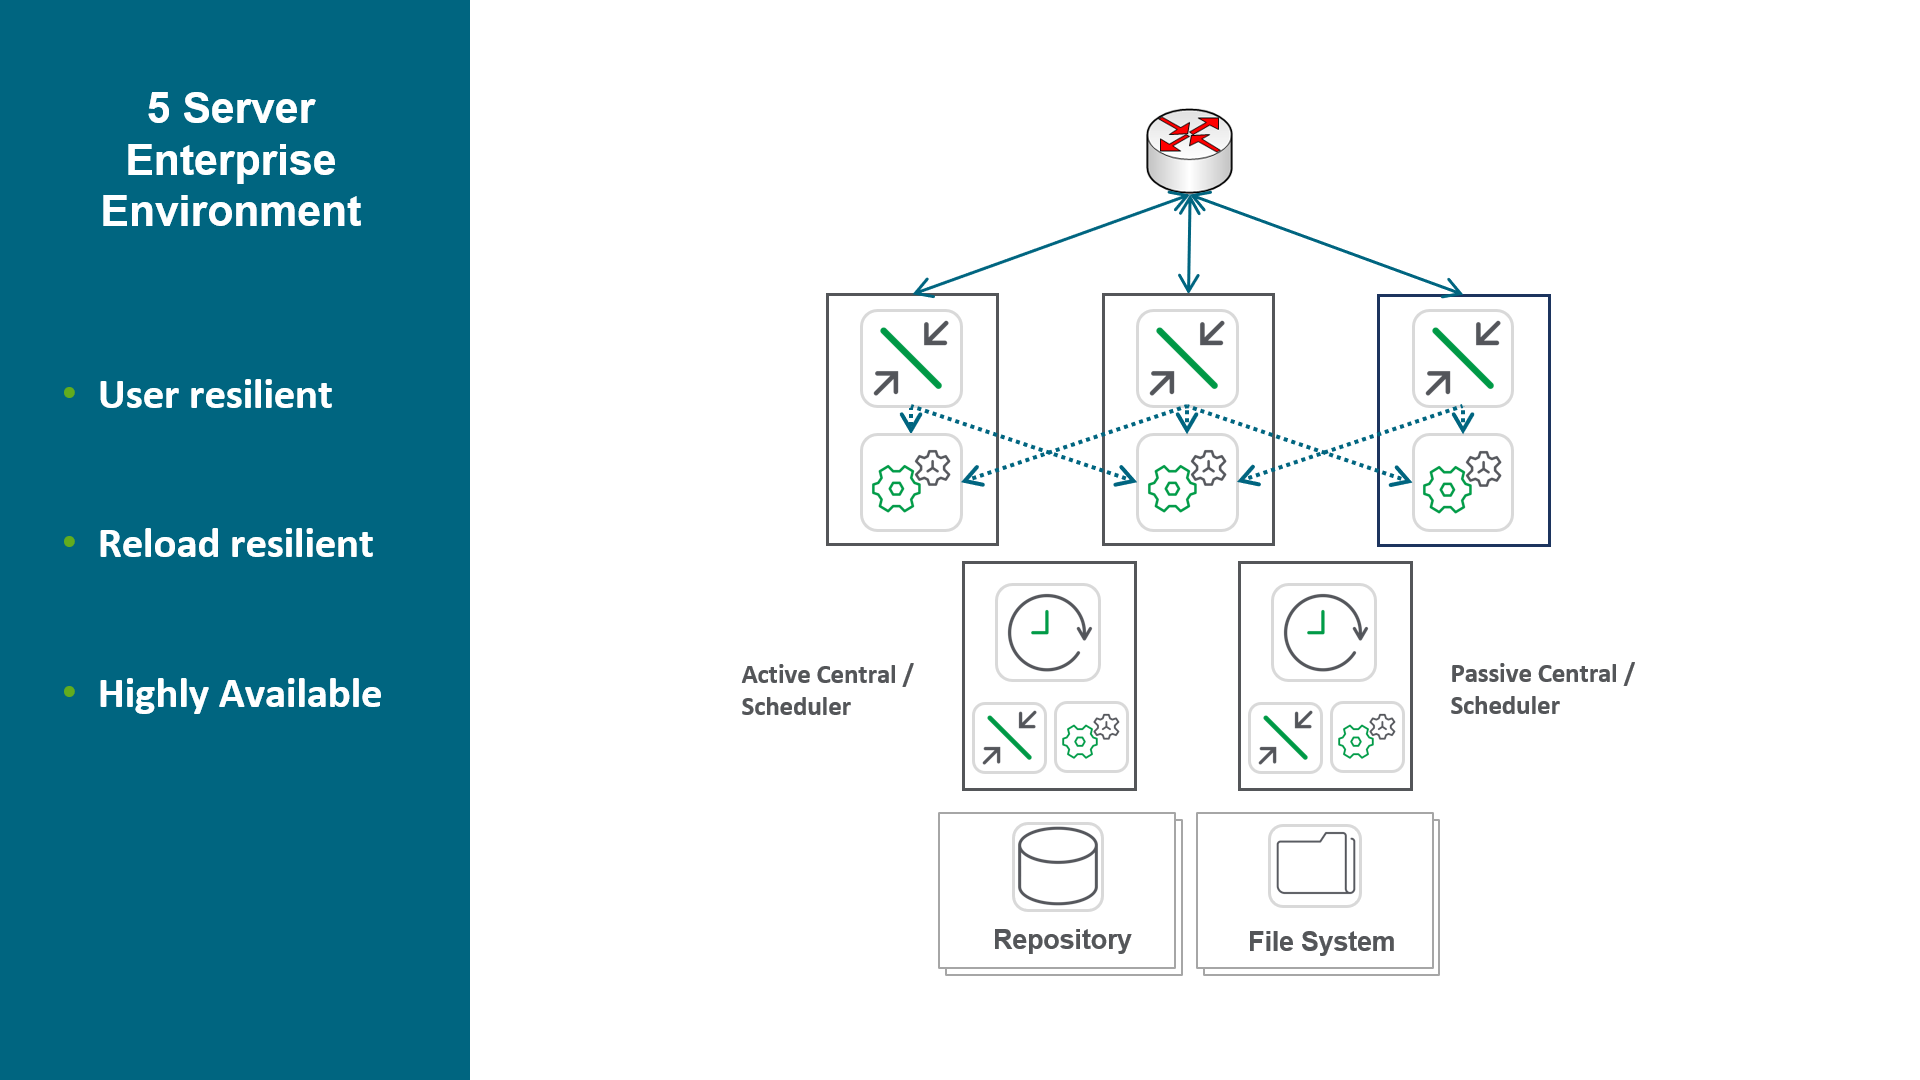 5 Server
Enterprise
Environment
• User resilient
• Reload resilient
• Highly Available
Active Central /
Scheduler
Passive Central /
Scheduler
Repository
File System